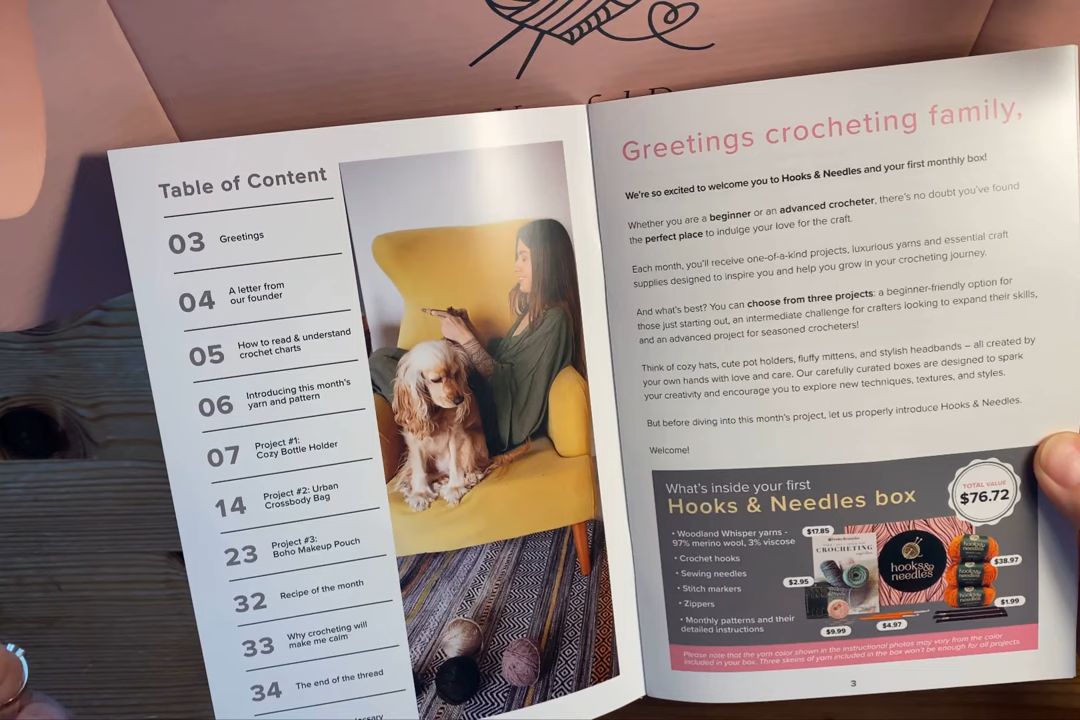 Table of Content
03 Greetings
04 A letter from
our founder
05 How to read & understand
crochet charts
06 Introducing this month's
yarn and pattern
07 Project #1:
Cozy Bottle Holder
14 Project #2: Urban
Crossbody Bag
23 Project #3:
Boho Makeup Pouch
32 Recipe of the month
33 Why crocheting will
make me calm
34 The end of the thread
Greetings crocheting family,
We're so excited to welcome you to Hooks & Needles and your first monthly box!
Whether you are a beginner or an advanced crocheter, there's no doubt you've found
the perfect place to indulge your love for the craft.
Each month, you'll receive one-of-a-kind projects, luxurious yarns and essential craft
supplies designed to inspire you and help you grow in your crocheting journey.
And what's best? You can choose from three projects: a beginner-friendly option for
those just starting out, an intermediate challenge for crafters looking to expand their skills,
and an advanced project for seasoned crocheters!
Think of cozy hats, cute pot holders, fluffy mittens, and stylish headbands – all created by
your own hands with love and care. Our carefully curated boxes are designed to spark
your creativity and encourage you to explore new techniques, textures, and styles.
But before diving into this month's project, let us properly introduce Hooks & Needles.
Welcome!
What's inside your first
Hooks & Needles box
TOTAL VALUE
$76.72
• Woodland Whisper yarns -
97% merino wool, 3% viscose
• Crochet hooks
• Sewing needles
• Stitch markers
• Zippers
• Monthly patterns and their
detailed instructions
$17.85
CROCHETING
hooks&
needles
$38.97
$2.95
$1.99
$4.97
$9.99
Please note that the yarn color shown in the instructional photos may vary from the color
included in your box. Three skeins of yarn included in the box won't be enough for all projects.
3